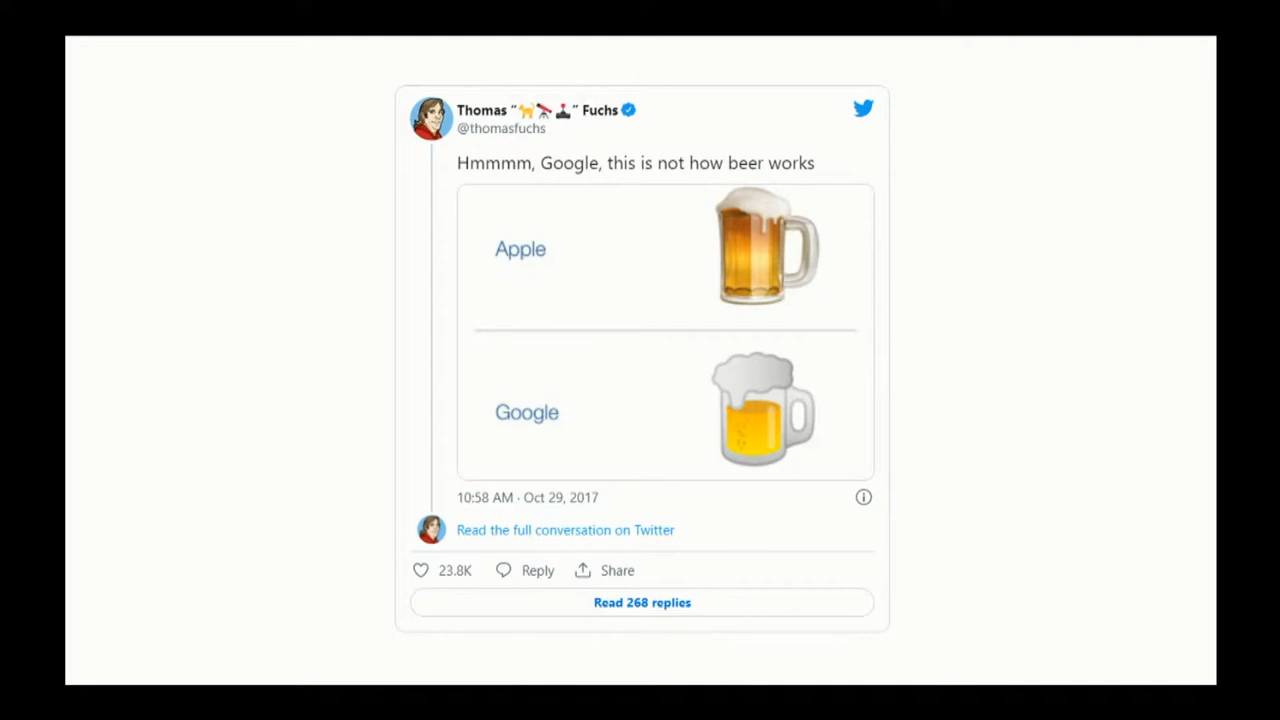 Thomas “🐈🔭🕹️” Fuchs
@thomasfuchs
Hmmmm, Google, this is not how beer works
Apple
Google
10:58 AM · Oct 29, 2017
Read the full conversation on Twitter
23.8K Reply Share
Read 268 replies